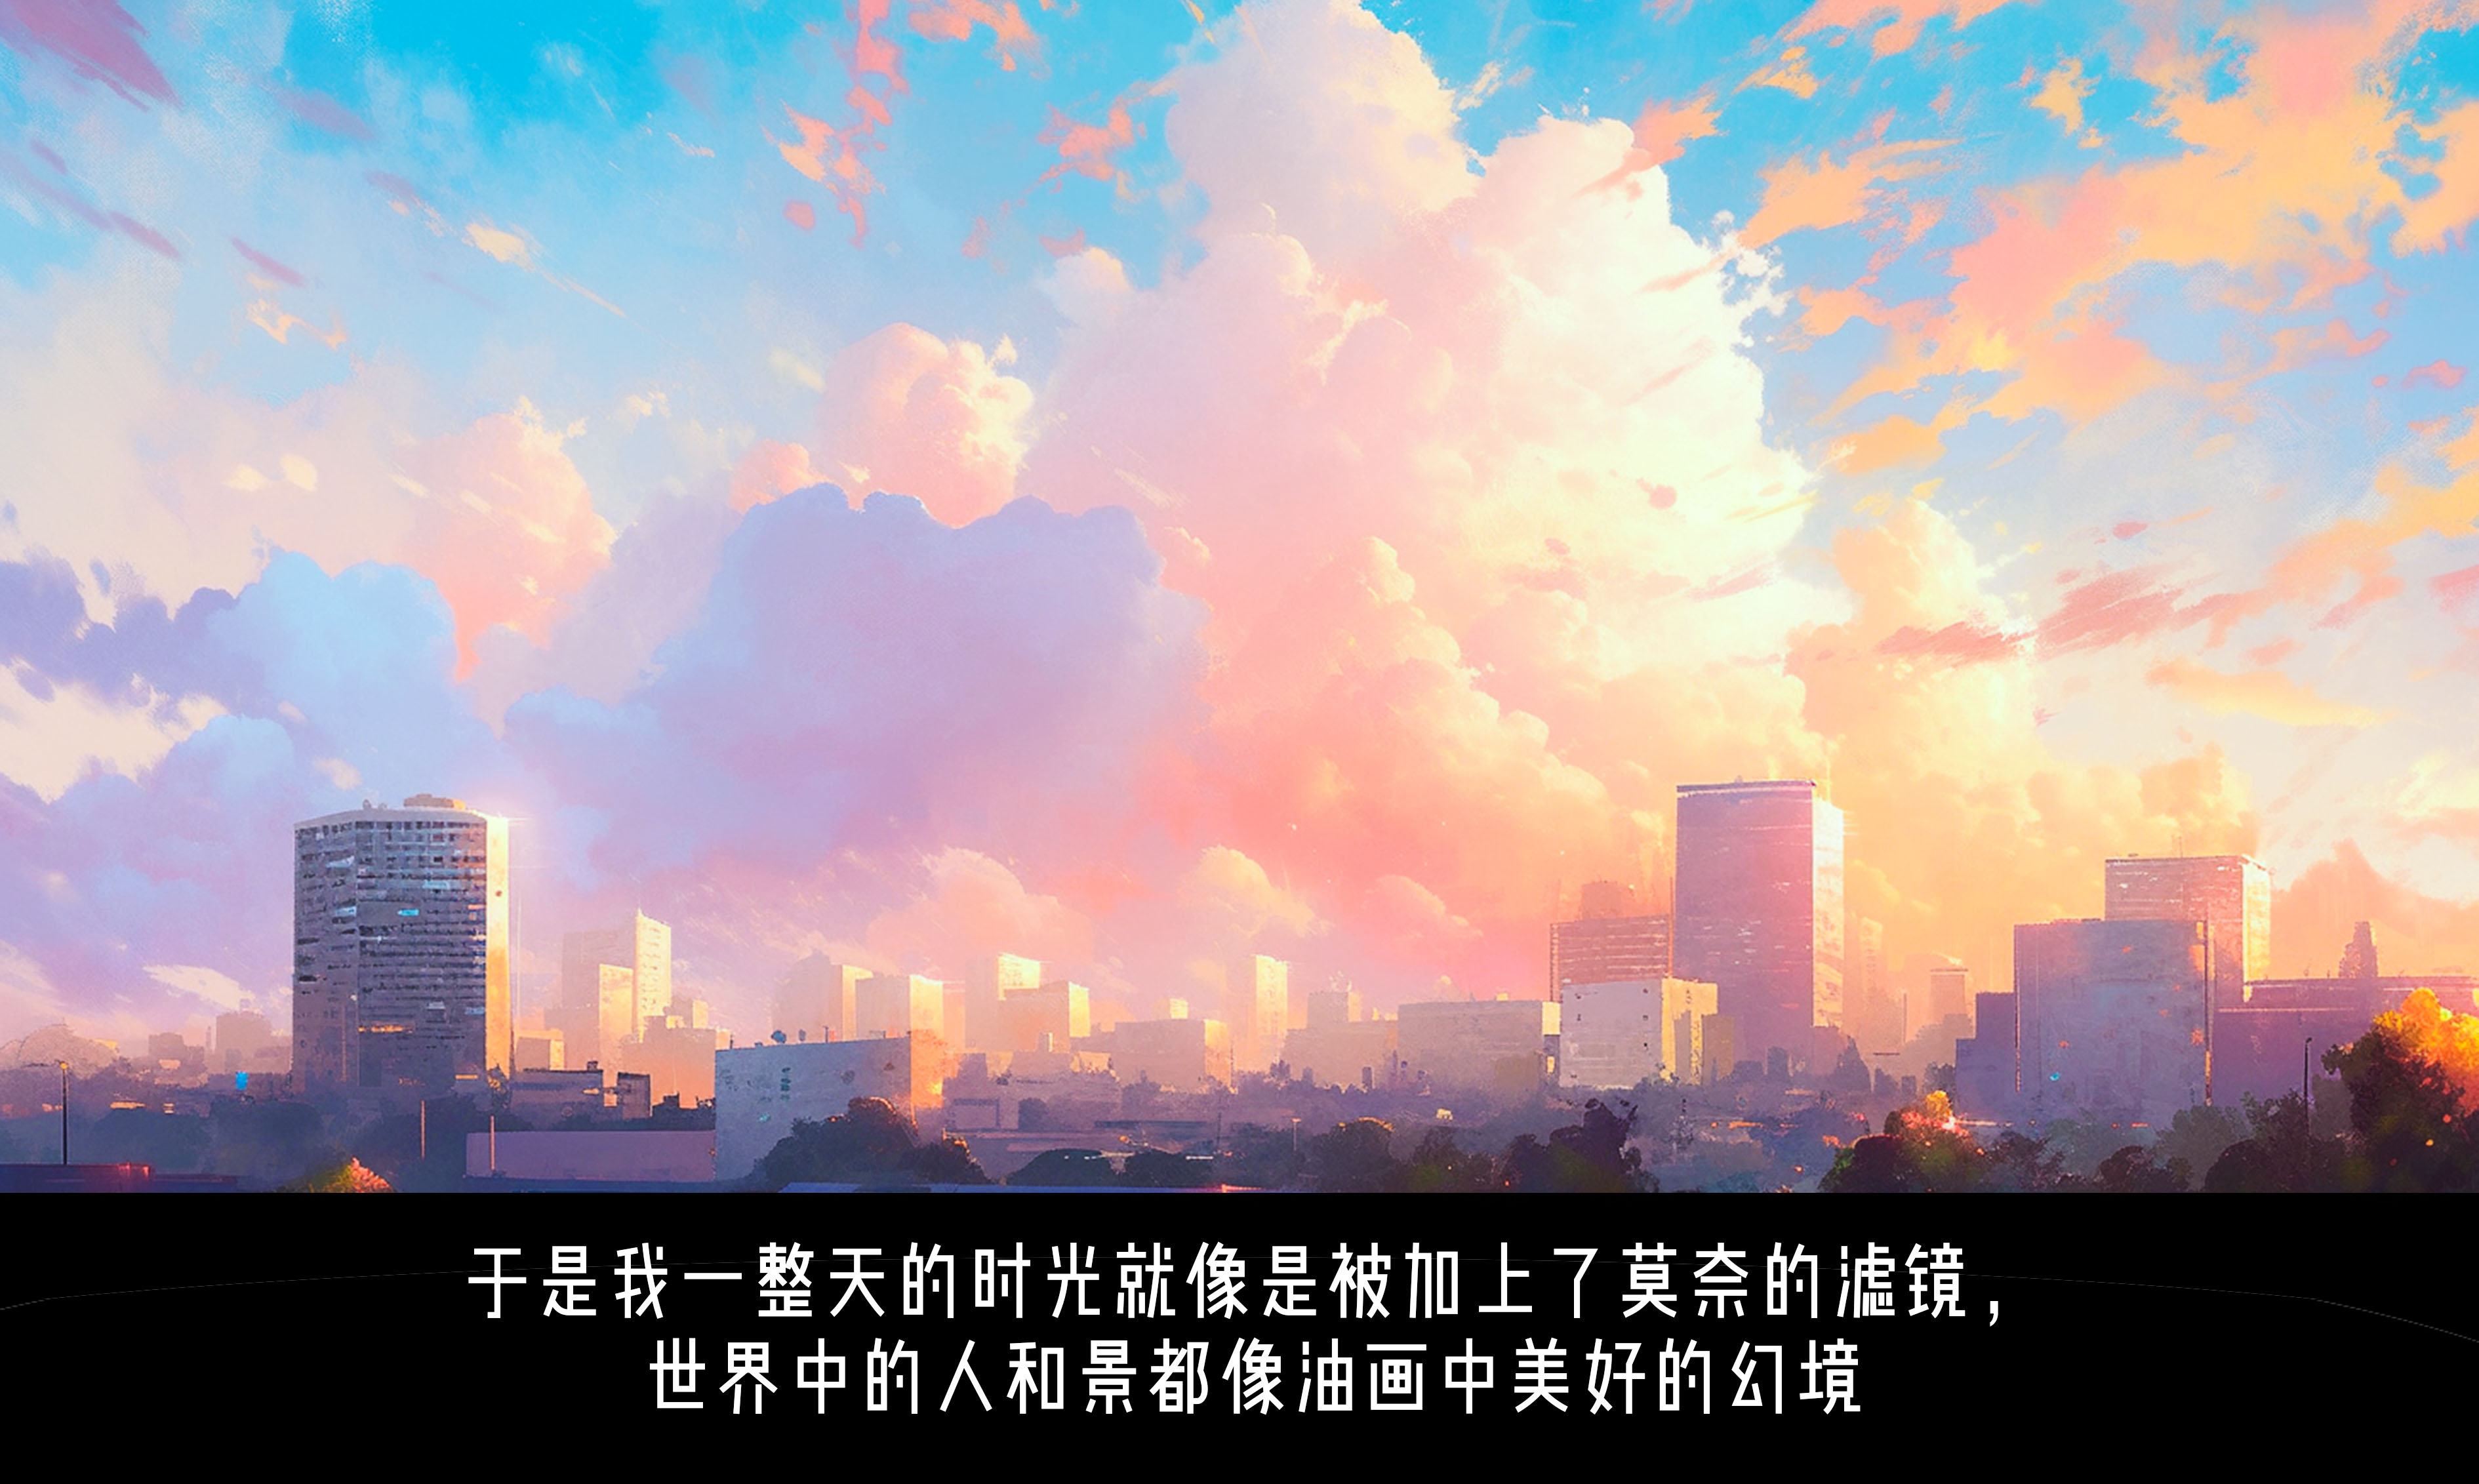 于是我一整天的时光就像是被加上了莫奈的滤镜，
世界中的人和景都像油画中美好的幻境